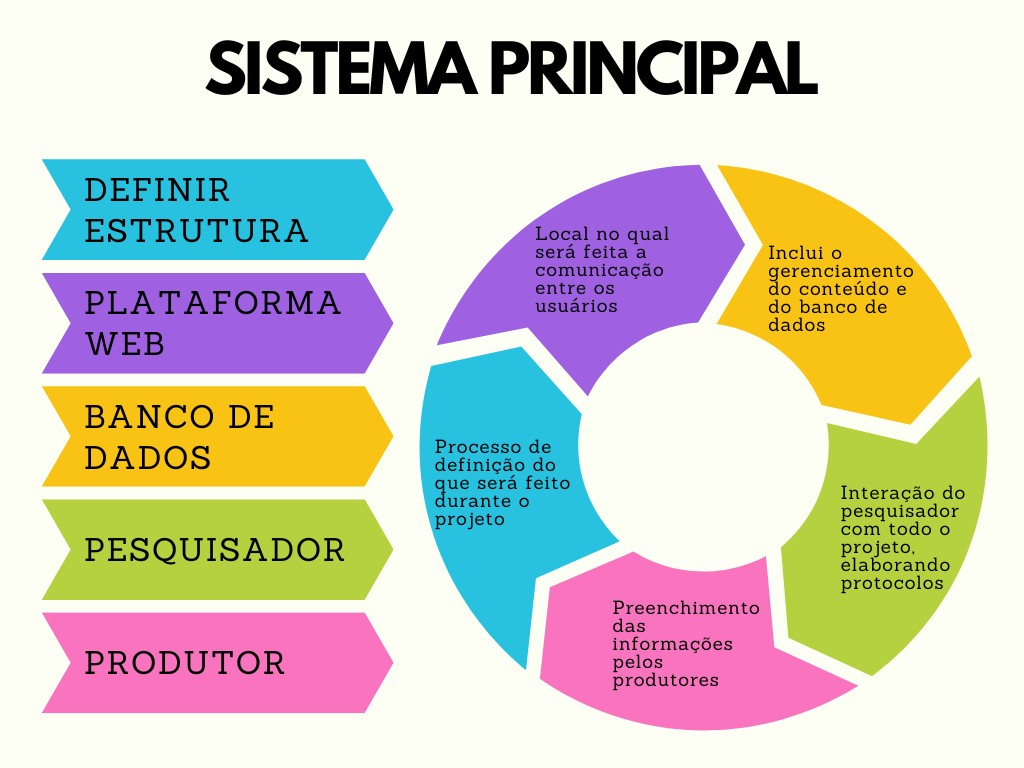 SISTEMA PRINCIPAL
DEFINIR
ESTRUTURA
PLATAFORMA
WEB
BANCO DE
DADOS
PESQUISADOR
PRODUTOR
Local no qual
será feita a
comunicação
entre os
usuários
Inclui o
gerenciamento
do conteúdo e
do banco de
dados
Processo de
definição do
que será feito
durante o
projeto
Interação do
pesquisador
com todo o
projeto,
elaborando
protocolos
Preenchimento
das
informações
pelos
produtores